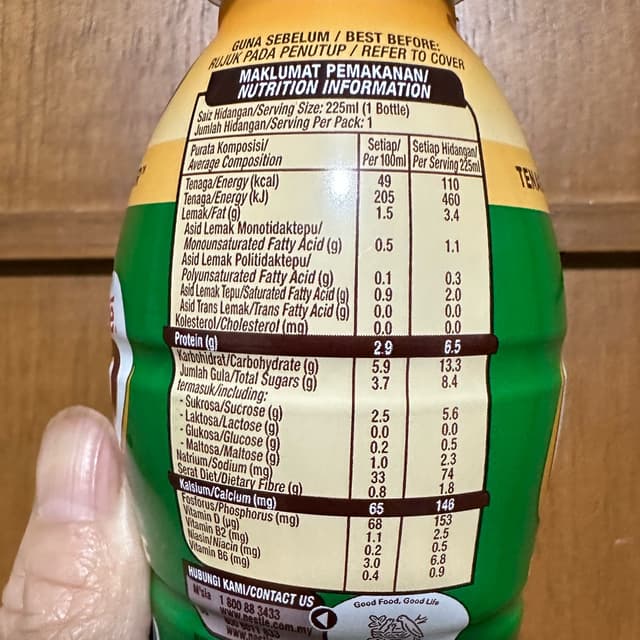 GUNA SEBELUM / BEST BEFORE:
RUJUK PADA PENUTUP / REFER TO COVER
MAKLUMAT PEMAKANAN/
NUTRITION INFORMATION
Saiz Hidangan/Serving Size: 225ml (1 Bottle)
Jumlah Hidangan/Serving Per Pack: 1
Purata Komposisi/ Setiap/ Setiap Hidangan/
Average Composition Per 100ml Per Serving 225ml
Tenaga/Energy (kcal) 49 110
Tenaga/Energy (kJ) 205 460
Lemak/Fat (g) 1.5 3.4
Asid Lemak Monotidaktepu/
Monounsaturated Fatty Acid (g) 0.5 1.1
Asid Lemak Politidaktepu/
Polyunsaturated Fatty Acid (g) 0.1 0.3
Asid Lemak Tepu/Saturated Fatty Acid (g) 0.9 2.0
Asid Trans Lemak/Trans Fatty Acid (g) 0.0 0.0
Kolesterol/Cholesterol (mg) 0.0 0.0
Protein (g) 2.9 6.5
Karbohidrat/Carbohydrate (g) 5.9 13.3
Jumlah Gula/Total Sugars (g) 3.7 8.4
termasuk/including:
- Sukrosa/Sucrose (g) 2.5 5.6
- Laktosa/Lactose (g) 0.0 0.0
- Glukosa/Glucose (g) 0.2 0.5
- Maltosa/Maltose (g) 1.0 2.3
Natrium/Sodium (mg) 33 74
Serat Diet/Dietary Fibre (g) 0.8 1.8
Kalsium/Calcium (mg) 65 146
Fosforus/Phosphorus (mg) 68 153
Vitamin D (µg) 1.1 2.5
Vitamin B2 (mg) 0.2 0.5
Niasin/Niacin (mg) 3.0 6.8
Vitamin B6 (mg) 0.4 0.9
HUBUNGI KAMI/CONTACT US
M'sia 1 800 88 3433
www.nestle.com.my
Good Food, Good Life